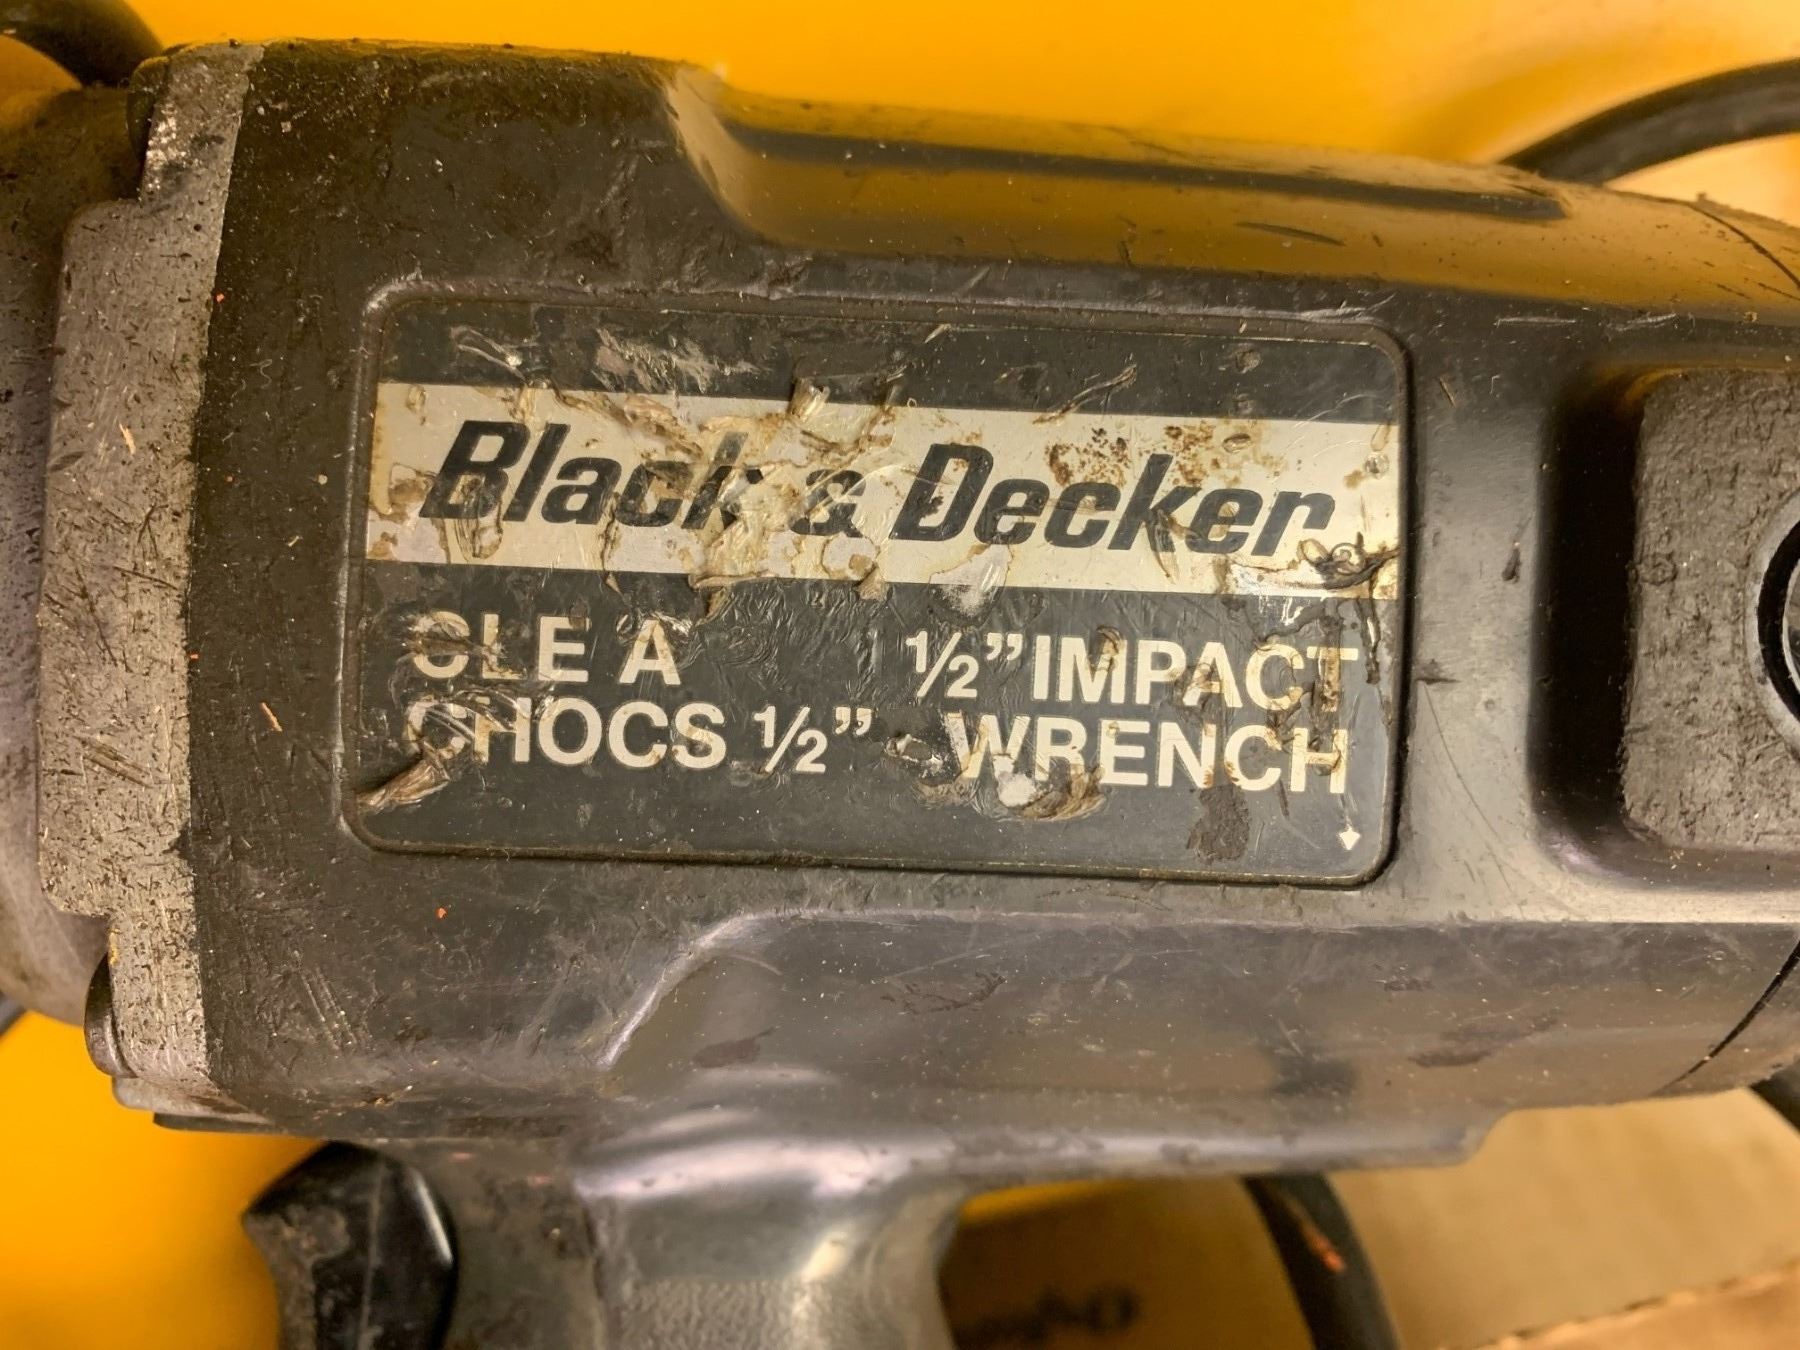 Black & Decker
CLE A
CHOCS ½”
½” IMPACT
WRENCH